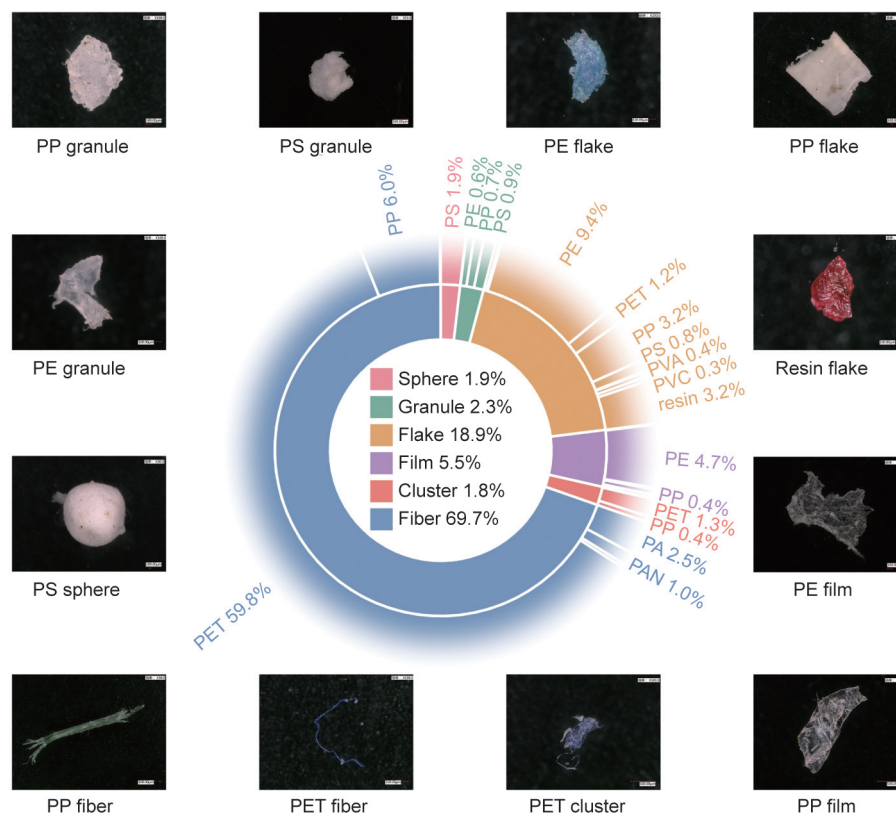 PP granule
PS granule
PE flake
PP flake
PP 6.0%
PS 1.9%
PE 0.6%
PP 0.7%
PS 0.9%
PE 9.4%
PET 1.2%
PP 3.2%
PS 0.8%
PVA 0.4%
PVC 0.3%
resin 3.2%
PE granule
Resin flake
Sphere 1.9%
Granule 2.3%
Flake 18.9%
Film 5.5%
Cluster 1.8%
Fiber 69.7%
PE 4.7%
PP 0.4%
PET 1.3%
PP 0.4%
PA 2.5%
PAN 1.0%
PET 59.8%
PS sphere
PE film
PP fiber
PET fiber
PET cluster
PP film